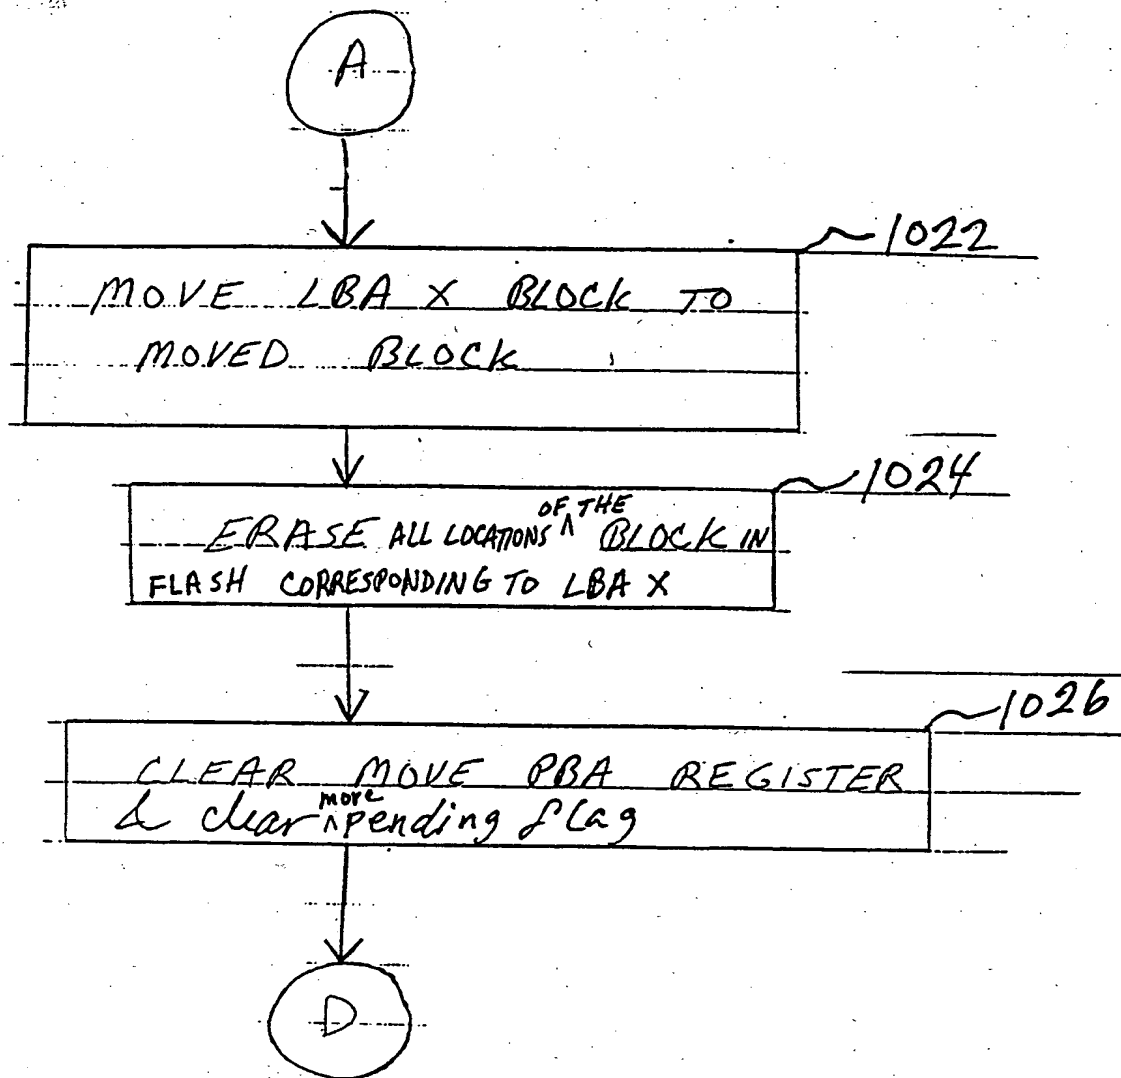 A
1022
MOVE LBA X BLOCK TO
MOVED BLOCK
1024
ERASE ALL LOCATIONS OF THE BLOCK IN
FLASH CORRESPONDING TO LBA X
1026
CLEAR MOVE PBA REGISTER
& clear move pending flag
D